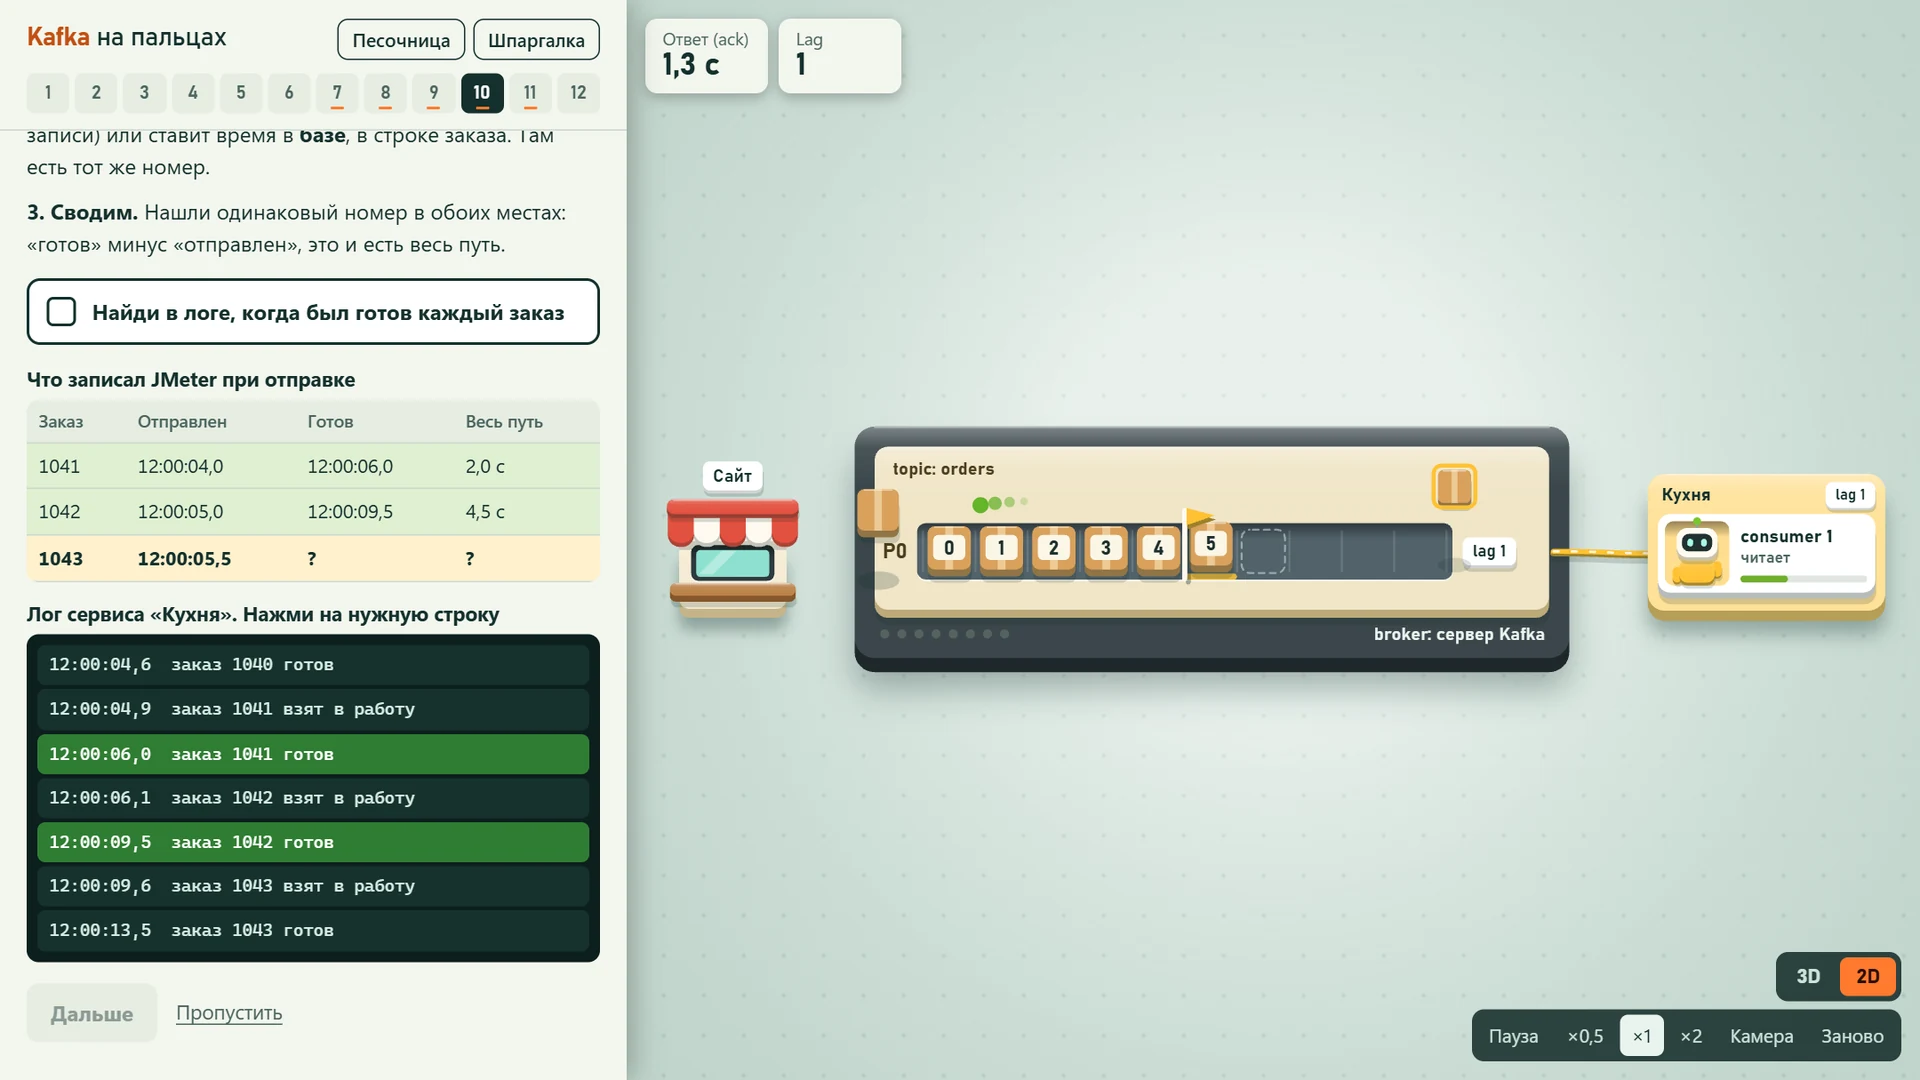 Kafka на пальцах
Песочница
Шпаргалка
1 2 3 4 5 6 7 8 9 10 11 12
записи) или ставит время в базе, в строке заказа. Там
есть тот же номер.
3. Сводим. Нашли одинаковый номер в обоих местах:
«готов» минус «отправлен», это и есть весь путь.
Найди в логе, когда был готов каждый заказ
Что записал JMeter при отправке
Заказ Отправлен Готов Весь путь
1041 12:00:04,0 12:00:06,0 2,0 с
1042 12:00:05,0 12:00:09,5 4,5 с
1043 12:00:05,5 ? ?
Лог сервиса «Кухня». Нажми на нужную строку
12:00:04,6 заказ 1040 готов
12:00:04,9 заказ 1041 взят в работу
12:00:06,0 заказ 1041 готов
12:00:06,1 заказ 1042 взят в работу
12:00:09,5 заказ 1042 готов
12:00:09,6 заказ 1043 взят в работу
12:00:13,5 заказ 1043 готов
Дальше
Пропустить
Ответ (ack)
1,3 с
Lag
1
Сайт
topic: orders
P0
0 1 2 3 4 5
lag 1
broker: сервер Kafka
Кухня
lag 1
consumer 1
читает
3D 2D
Пауза ×0,5 ×1 ×2 Камера Заново